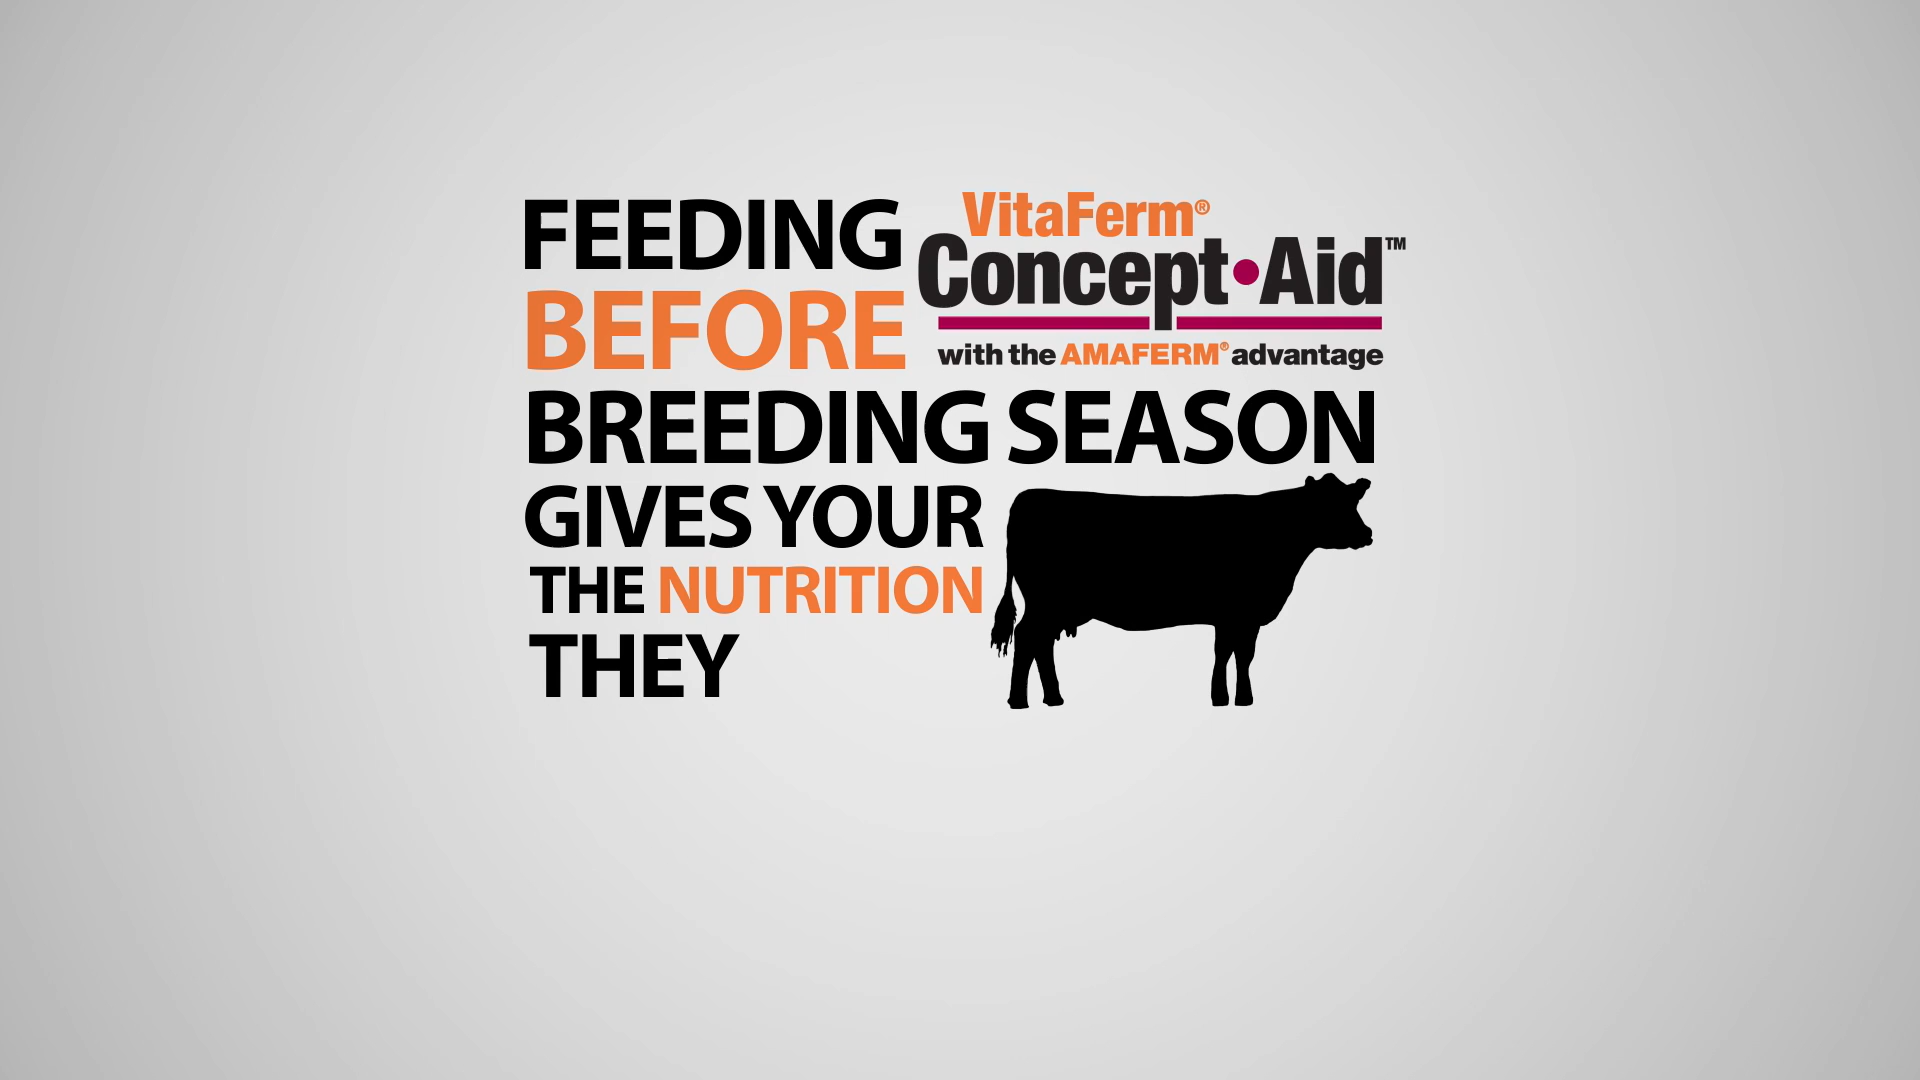 FEEDING
VitaFerm®
Concept•Aid™
with the AMAFERM® advantage
BEFORE
BREEDING SEASON
GIVES YOUR
THE NUTRITION
THEY